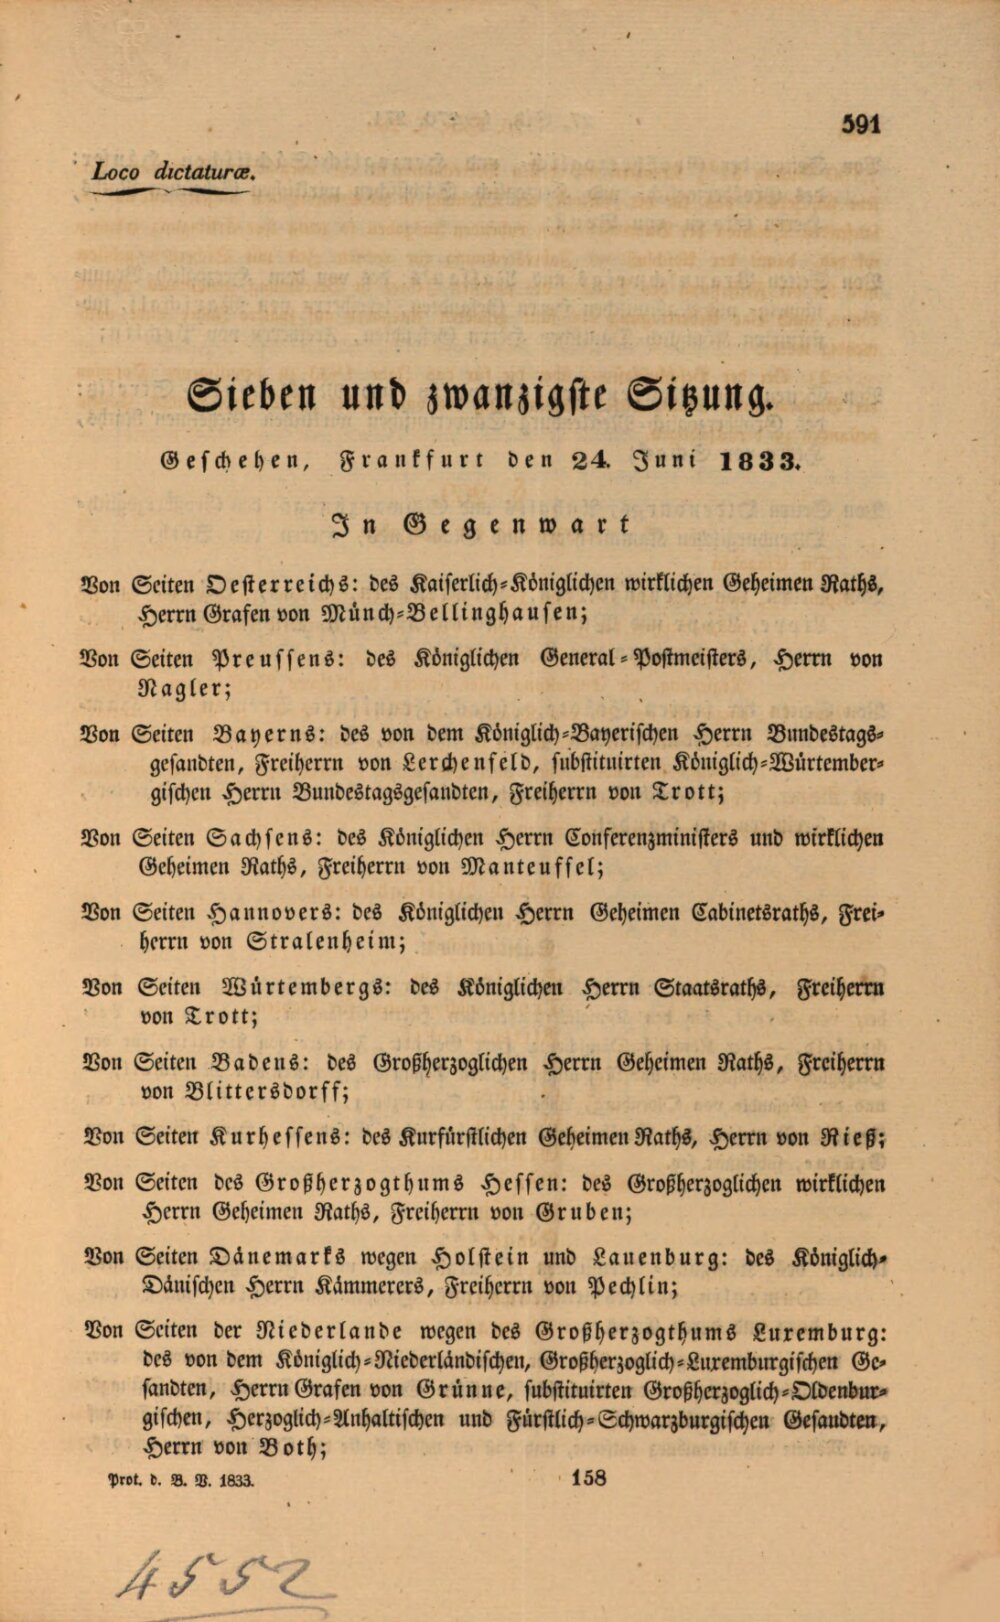 591
Loco dictaturæ.
Sieben und zwanzigste Sitzung.
Geschehen, Frankfurt den 24. Juni 1833.
In Gegenwart
Von Seiten Oesterreichs: des Kaiserlich-Königlichen wirklichen Geheimen Raths,
Herrn Grafen von Münch-Bellinghausen;
Von Seiten Preussens: des Königlichen General-Postmeisters, Herrn von
Nagler;
Von Seiten Bayerns: des von dem Königlich-Bayerischen Herrn Bundestags-
gesandten, Freiherrn von Lerchenfeld, substituirten Königlich-Würtember-
gischen Herrn Bundestagsgesandten, Freiherrn von Trott;
Von Seiten Sachsens: des Königlichen Herrn Conferenzministers und wirklichen
Geheimen Raths, Freiherrn von Manteuffel;
Von Seiten Hannovers: des Königlichen Herrn Geheimen Cabinetsraths, Frei-
herrn von Stralenheim;
Von Seiten Würtembergs: des Königlichen Herrn Staatsraths, Freiherrn
von Trott;
Von Seiten Badens: des Großherzoglichen Herrn Geheimen Raths, Freiherrn
von Blittersdorff;
Von Seiten Kurhessens: des Kurfürstlichen Geheimen Raths, Herrn von Rieß;
Von Seiten des Großherzogthums Hessen: des Großherzoglichen wirklichen
Herrn Geheimen Raths, Freiherrn von Gruben;
Von Seiten Dänemarks wegen Holstein und Lauenburg: des Königlich-
Dänischen Herrn Kämmerers, Freiherrn von Pechlin;
Von Seiten der Niederlande wegen des Großherzogthums Luxemburg:
des von dem Königlich-Niederländischen, Großherzoglich-Luxemburgischen Ge-
sandten, Herrn Grafen von Grünne, substituirten Großherzoglich-Oldenbur-
gischen, Herzoglich-Anhaltischen und Fürstlich-Schwarzburgischen Gesandten,
Herrn von Both;
Prot. d. B. V. 1833. 158
4552